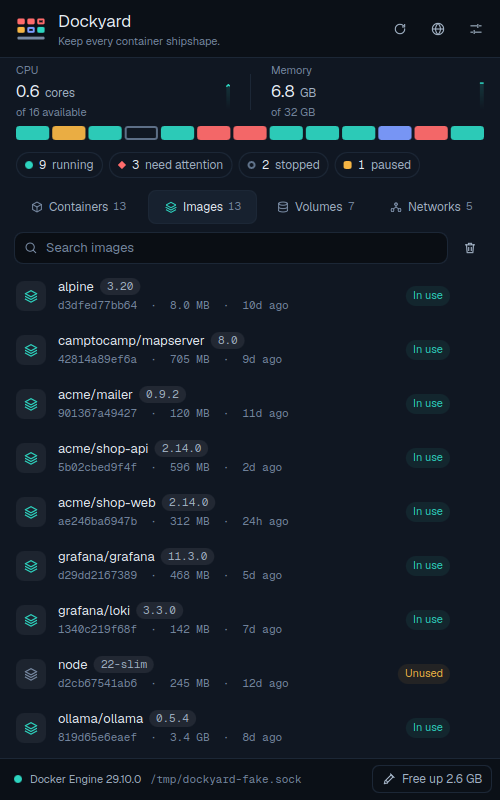 Dockyard
Keep every container shipshape.
CPU
0.6 cores
of 16 available
Memory
6.8 GB
of 32 GB
9 running
3 need attention
2 stopped
1 paused
Containers 13
Images 13
Volumes 7
Networks 5
Search images
alpine 3.20
d3dfed77bb64 · 8.0 MB · 10d ago
In use
camptocamp/mapserver 8.0
42814a89ef6a · 705 MB · 9d ago
In use
acme/mailer 0.9.2
901367a49427 · 120 MB · 11d ago
In use
acme/shop-api 2.14.0
5b02cbed9f4f · 596 MB · 2d ago
In use
acme/shop-web 2.14.0
ae246ba6947b · 312 MB · 24h ago
In use
grafana/grafana 11.3.0
d29dd2167389 · 468 MB · 5d ago
In use
grafana/loki 3.3.0
1340c219f68f · 142 MB · 7d ago
In use
node 22-slim
d2cb67541ab6 · 245 MB · 12d ago
Unused
ollama/ollama 0.5.4
819d65e6eaef · 3.4 GB · 8d ago
In use
Docker Engine 29.10.0 /tmp/dockyard-fake.sock
Free up 2.6 GB